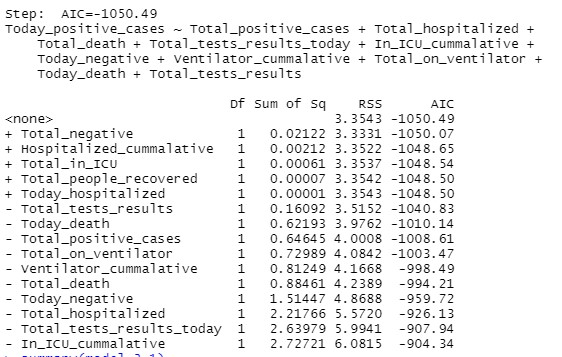 Step:  AIC=-1050.49
Today_positive_cases ~ Total_positive_cases + Total_hospitalized +
    Total_death + Total_tests_results_today + In_ICU_cummalative +
    Today_negative + Ventilator_cummalative + Total_on_ventilator +
    Today_death + Total_tests_results

                            Df Sum of Sq    RSS      AIC
<none>                                   3.3543 -1050.49
+ Total_negative             1   0.02122 3.3331 -1050.07
+ Hospitalized_cummalative   1   0.00212 3.3522 -1048.65
+ Total_in_ICU               1   0.00061 3.3537 -1048.54
+ Total_people_recovered     1   0.00007 3.3542 -1048.50
+ Today_hospitalized         1   0.00001 3.3543 -1048.50
- Total_tests_results        1   0.16092 3.5152 -1040.83
- Today_death                1   0.62193 3.9762 -1010.14
- Total_positive_cases       1   0.64645 4.0008 -1008.61
- Total_on_ventilator        1   0.72989 4.0842 -1003.47
- Ventilator_cummalative     1   0.81249 4.1668  -998.49
- Total_death                1   0.88461 4.2389  -994.21
- Today_negative             1   1.51447 4.8688  -959.72
- Total_hospitalized         1   2.21766 5.5720  -926.13
- Total_tests_results_today  1   2.63979 5.9941  -907.94
- In_ICU_cummalative         1   2.72721 6.0815  -904.34